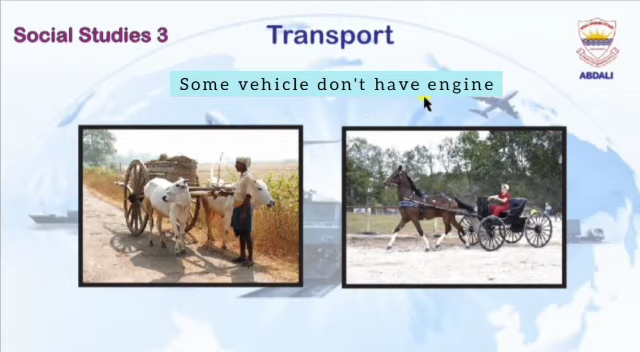 Social Studies 3
Transport
ABDALI
Some vehicle don't have engine